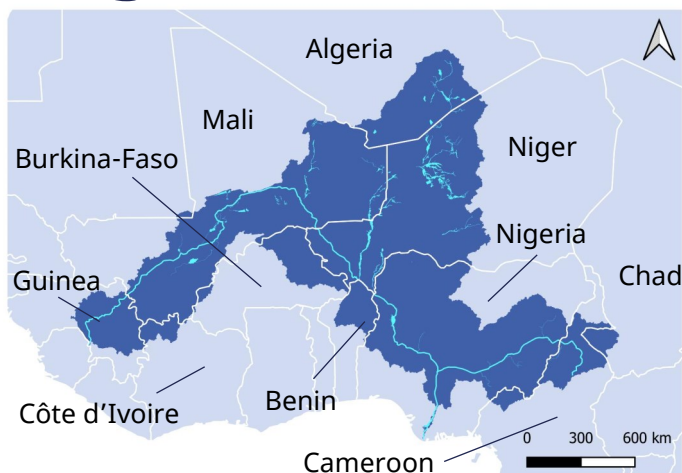 Algeria
Mali
Niger
Burkina-Faso
Nigeria
Chad
Guinea
Benin
Côte d’Ivoire
0 300 600 km
Cameroon